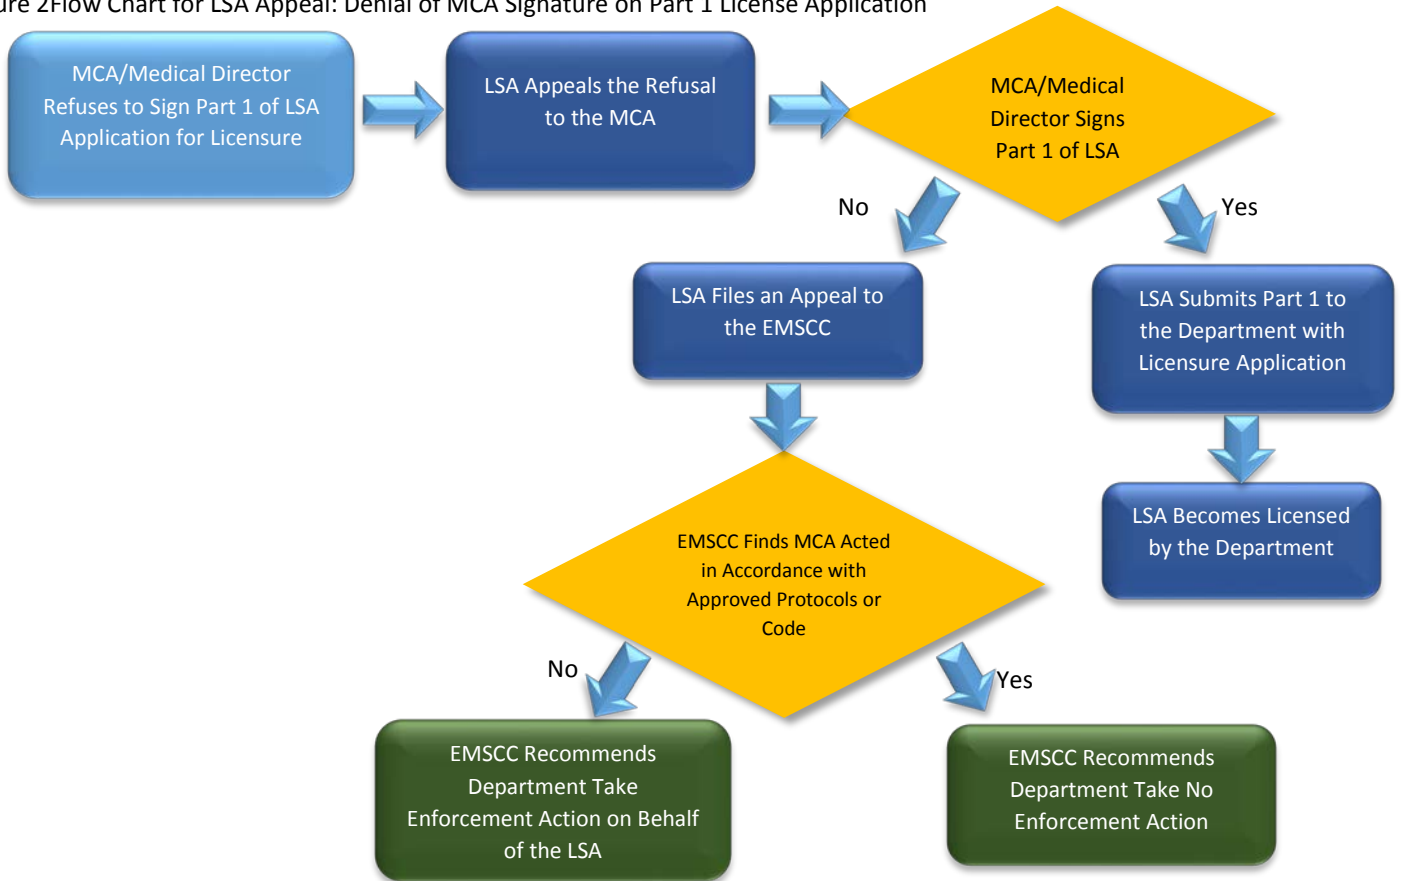 ure 2Flow Chart for LSA Appeal: Denial of MCA Signature on Part 1 License Application
MCA/Medical Director
Refuses to Sign Part 1 of LSA
Application for Licensure
LSA Appeals the Refusal
to the MCA
MCA/Medical
Director Signs
Part 1 of LSA
No
Yes
LSA Files an Appeal to
the EMSCC
LSA Submits Part 1 to
the Department with
Licensure Application
LSA Becomes Licensed
by the Department
EMSCC Finds MCA Acted
in Accordance with
Approved Protocols or
Code
No
Yes
EMSCC Recommends
Department Take
Enforcement Action on Behalf
of the LSA
EMSCC Recommends
Department Take No
Enforcement Action